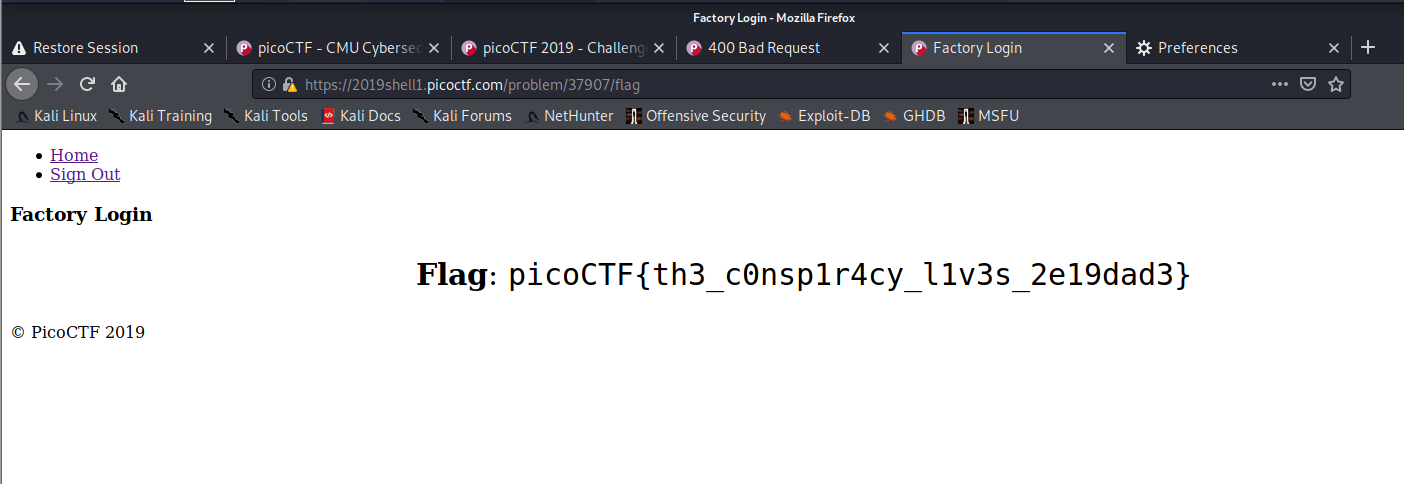 Factory Login - Mozilla Firefox
Restore Session
picoCTF - CMU Cybersec
picoCTF 2019 - Challeng
400 Bad Request
Factory Login
Preferences
https://2019shell1.picoctf.com/problem/37907/flag
Kali Linux Kali Training Kali Tools Kali Docs Kali Forums NetHunter Offensive Security Exploit-DB GHDB MSFU
Home
Sign Out
Factory Login
Flag: picoCTF{th3_c0nsp1r4cy_l1v3s_2e19dad3}
© PicoCTF 2019